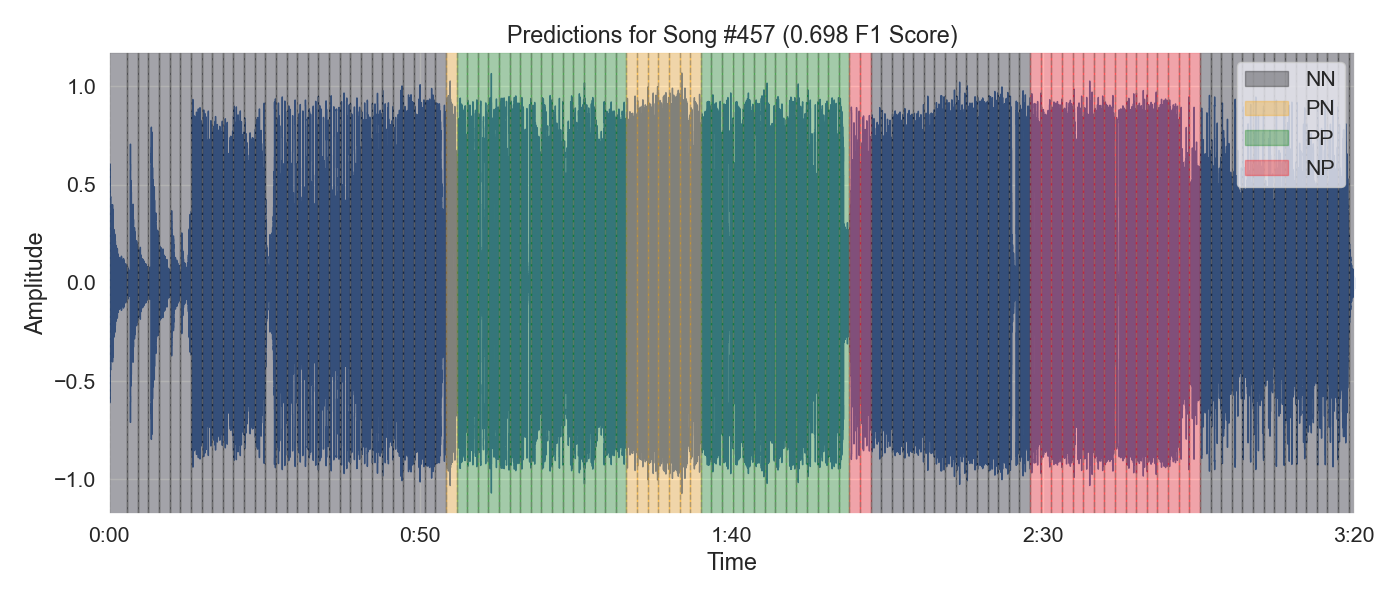 Predictions for Song #457 (0.698 F1 Score)
NN
PN
PP
NP
1.0
0.5
0.0
−0.5
−1.0
Amplitude
0:00 0:50 1:40 2:30 3:20
Time